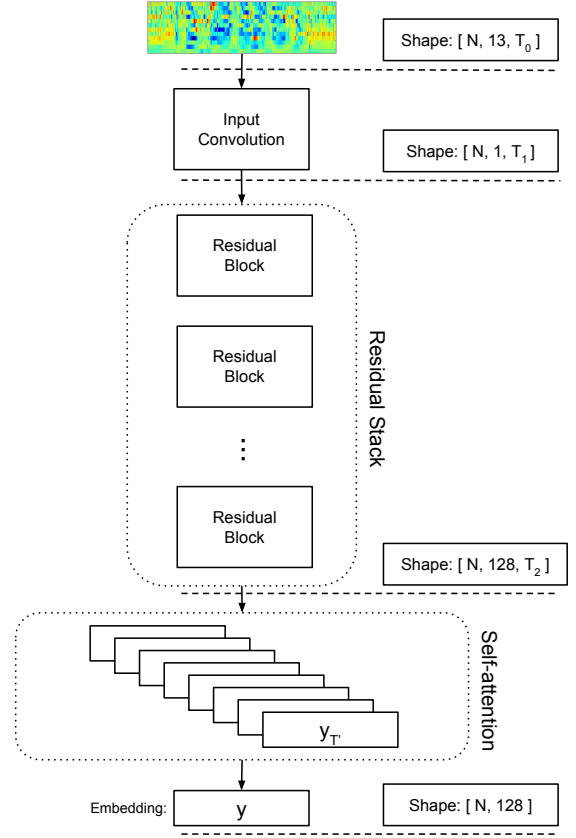 Shape: [ N, 13, T₀ ]
Input
Convolution
Shape: [ N, 1, T₁ ]
Residual
Block
Residual
Block
Residual Stack
⋮
Residual
Block
Shape: [ N, 128, T₂ ]
Self-attention
y_T'
Embedding: y
Shape: [ N, 128 ]